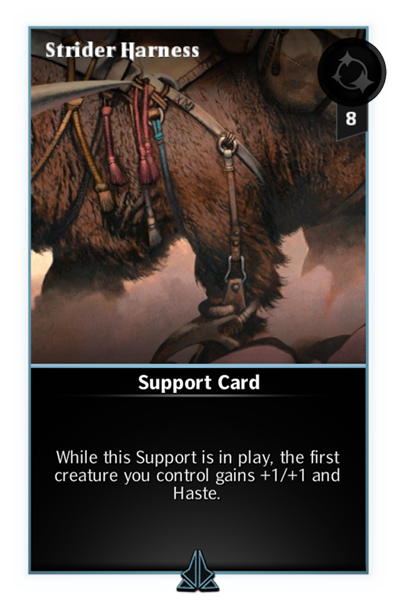 Strider Harness
8
Support Card
While this Support is in play, the first
creature you control gains +1/+1 and
Haste.